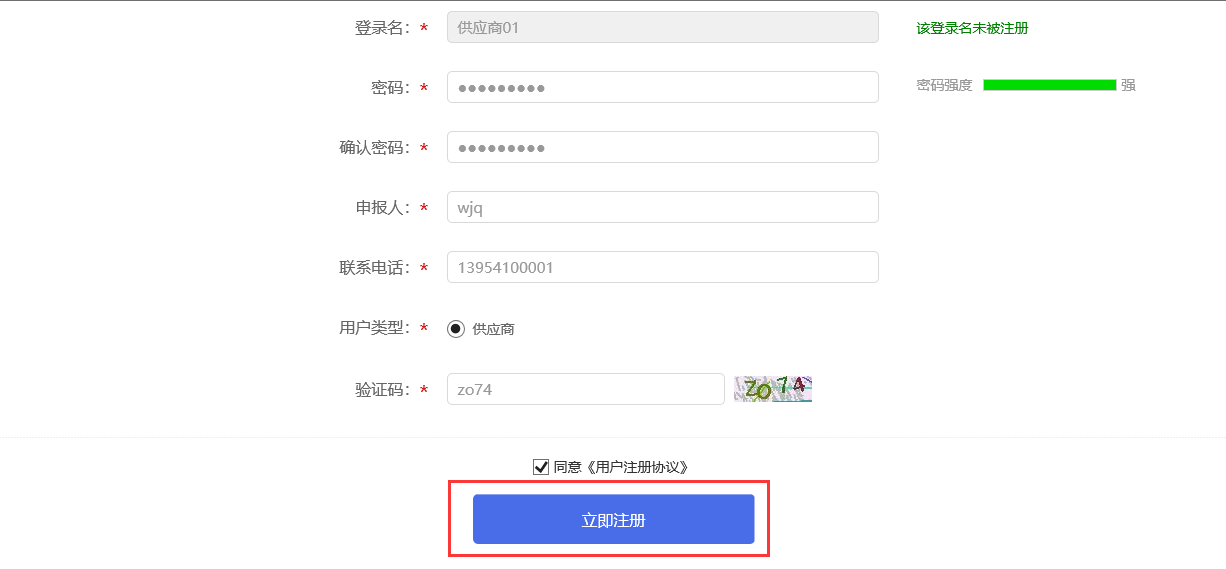 登录名：* 供应商01 该登录名未被注册
密码：* ●●●●●●●●● 密码强度 强
确认密码：* ●●●●●●●●●
申报人：* wjq
联系电话：* 13954100001
用户类型：* 供应商
验证码：* zo74 zo74
同意《用户注册协议》
立即注册